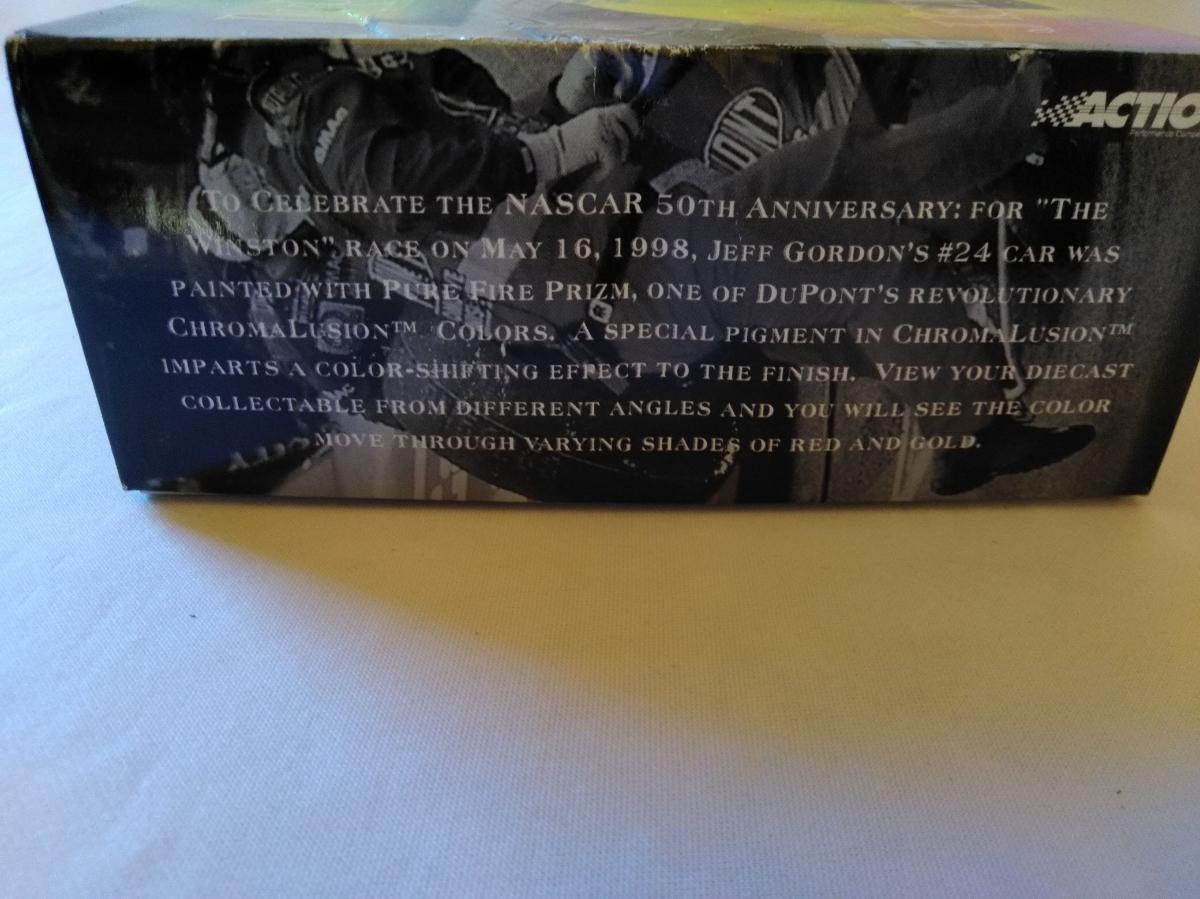 ACTIO
DUPONT
To Celebrate the NASCAR 50th Anniversary: for "The
Winston" race on May 16, 1998, Jeff Gordon's #24 car was
painted with Pure Fire Prizm, one of DuPont's revolutionary
ChromaLusion™ Colors. A special pigment in ChromaLusion™
imparts a color-shifting effect to the finish. View your diecast
collectable from different angles and you will see the color
move through varying shades of red and gold.